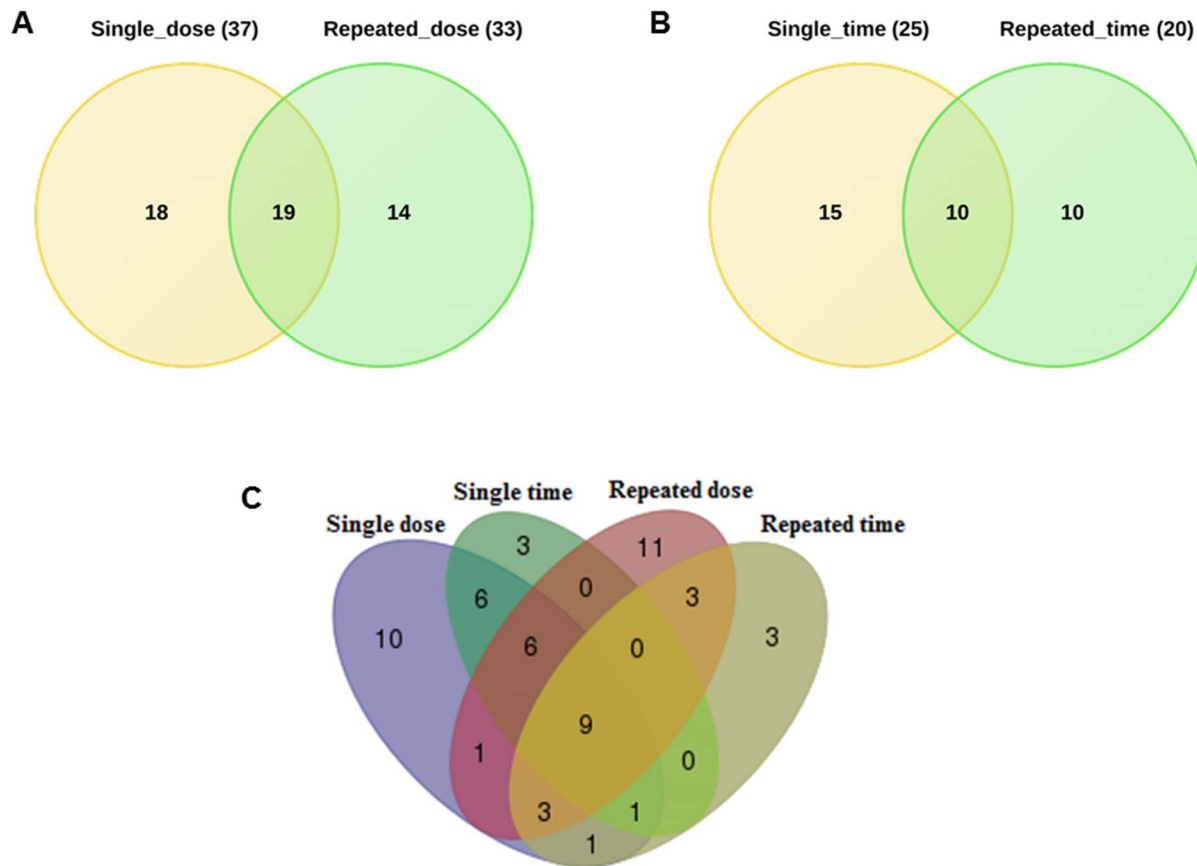 A
Single_dose (37)
Repeated_dose (33)
18
19
14
B
Single_time (25)
Repeated_time (20)
15
10
10
C
Single dose
Single time
Repeated dose
Repeated time
3
11
6
0
3
10
6
0
3
9
1
0
3
1
1